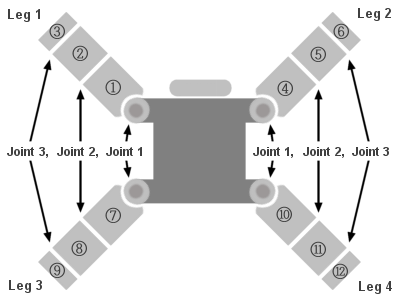 Leg 1
Leg 2
③
②
①
⑥
⑤
④
Joint 3, Joint 2, Joint 1
Joint 1, Joint 2, Joint 3
⑦
⑧
⑨
⑩
⑪
⑫
Leg 3
Leg 4